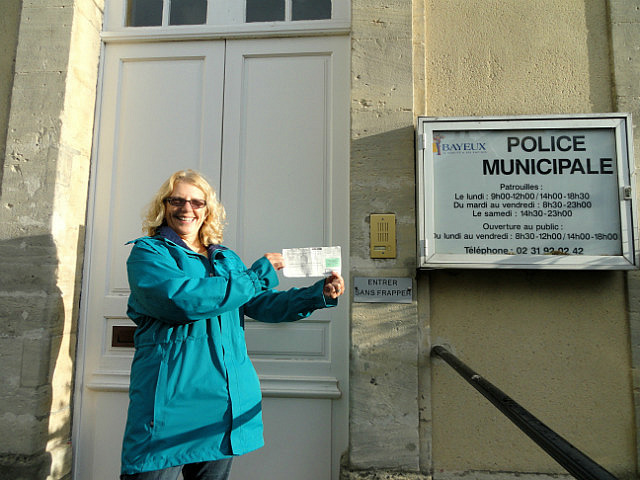 BAYEUX
POLICE
MUNICIPALE
Patrouilles :
Le lundi : 9h00-12h00 / 14h00-18h30
Du mardi au vendredi : 8h30-23h00
Le samedi : 14h30-23h00
Ouverture au public :
Du lundi au vendredi : 8h30-12h00 / 14h00-18h00
Téléphone : 02 31 92 02 42
ENTRER
SANS FRAPPER